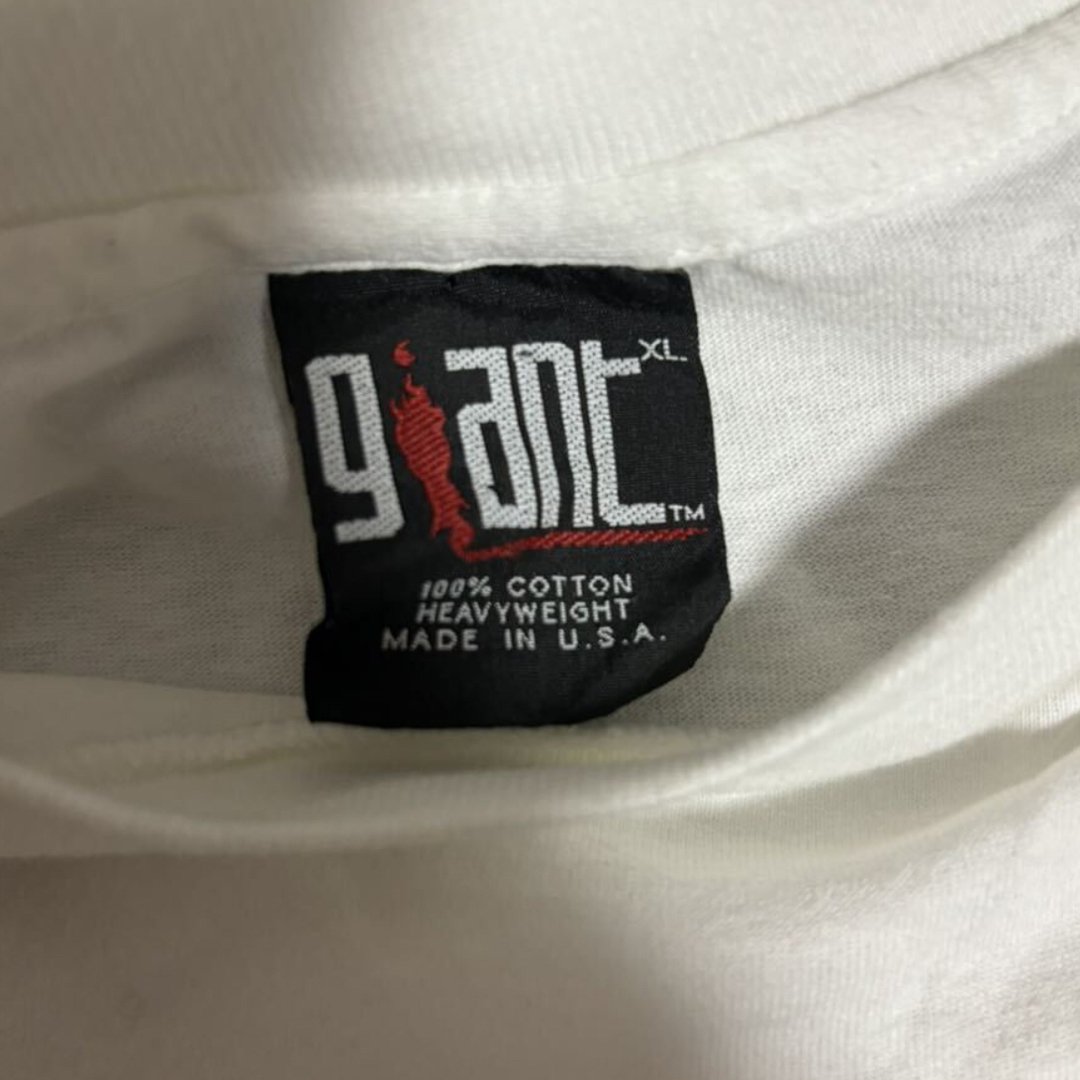 giant XL.
TM
100% COTTON
HEAVYWEIGHT
MADE IN U.S.A.